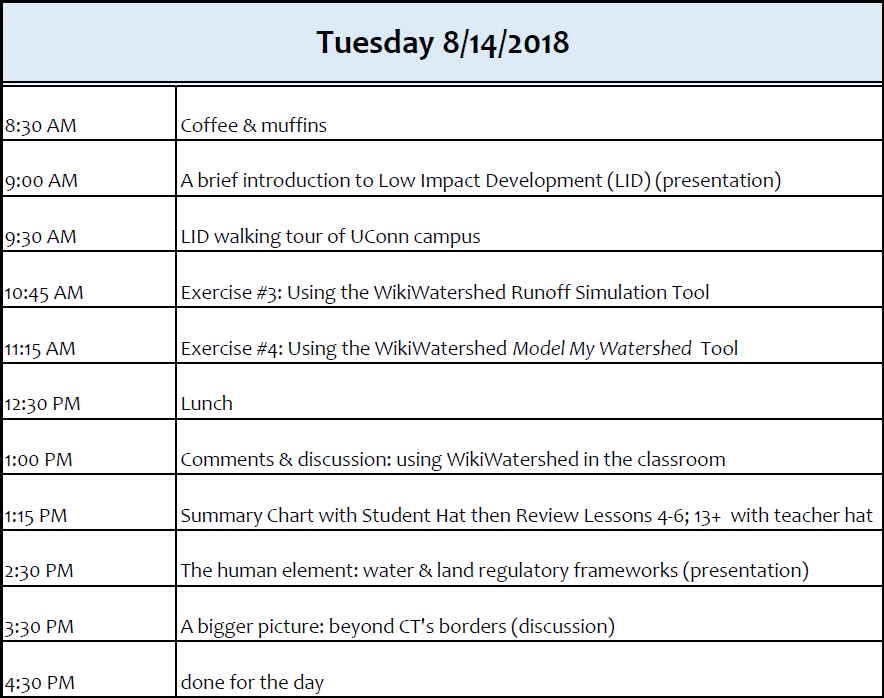 Tuesday 8/14/2018
8:30 AM Coffee & muffins
9:00 AM A brief introduction to Low Impact Development (LID) (presentation)
9:30 AM LID walking tour of UConn campus
10:45 AM Exercise #3: Using the WikiWatershed Runoff Simulation Tool
11:15 AM Exercise #4: Using the WikiWatershed Model My Watershed Tool
12:30 PM Lunch
1:00 PM Comments & discussion: using WikiWatershed in the classroom
1:15 PM Summary Chart with Student Hat then Review Lessons 4-6; 13+ with teacher hat
2:30 PM The human element: water & land regulatory frameworks (presentation)
3:30 PM A bigger picture: beyond CT's borders (discussion)
4:30 PM done for the day